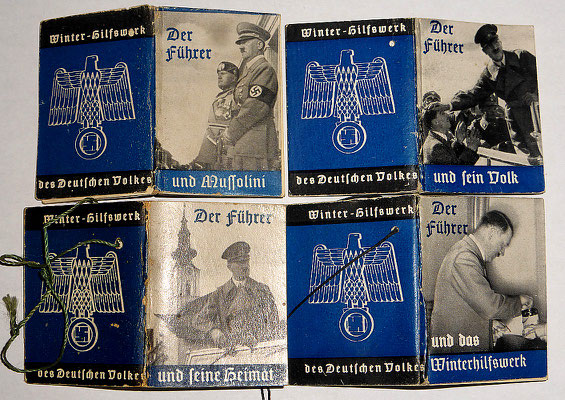 Winter-Hilfswerk
des Deutschen Volkes
Der
Führer
und Mussolini
Winter-Hilfswerk
des Deutschen Volkes
Der
Führer
und sein Volk
Winter-Hilfswerk
des Deutschen Volkes
Der Führer
und seine Heimat
Winter-Hilfswerk
des Deutschen Volkes
Der
Führer
und das
Winterhilfswerk